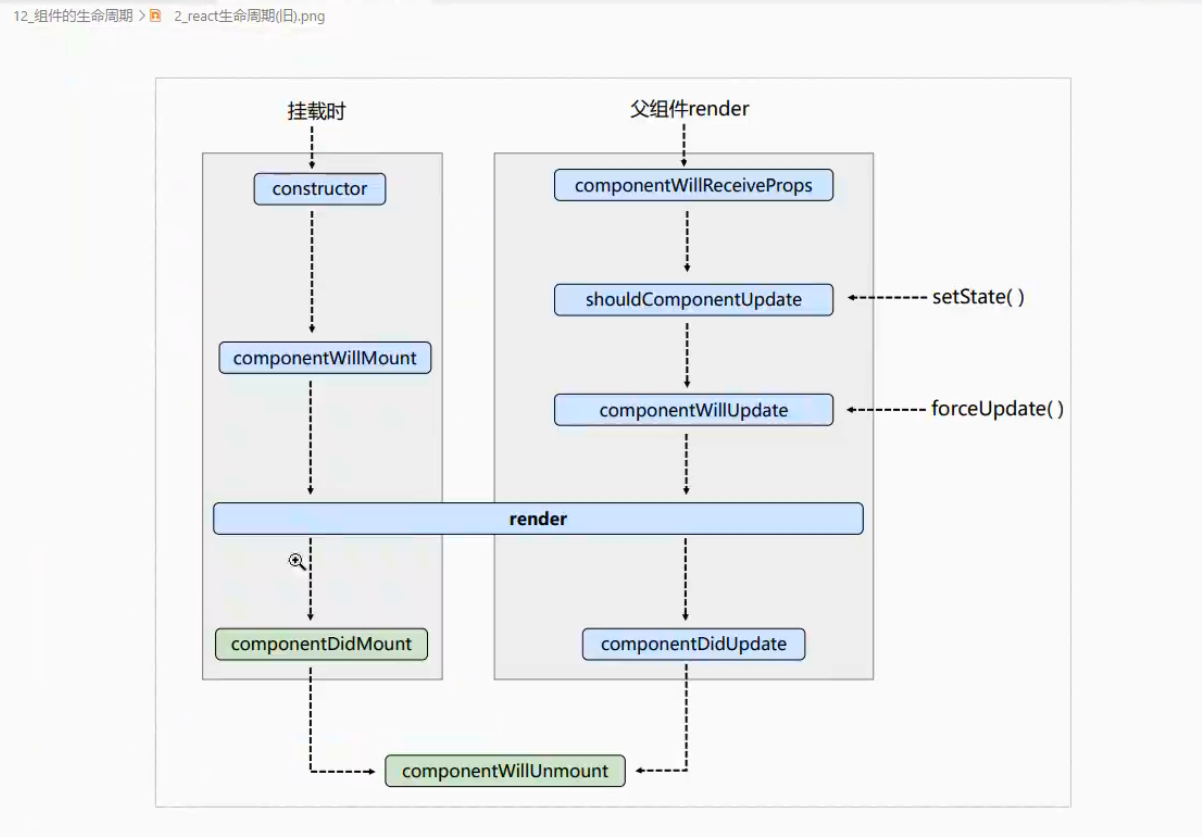 12_组件的生命周期 > 2_react生命周期(旧).png
挂载时
父组件render
constructor
componentWillReceiveProps
shouldComponentUpdate
setState( )
componentWillMount
componentWillUpdate
forceUpdate( )
render
componentDidMount
componentDidUpdate
componentWillUnmount